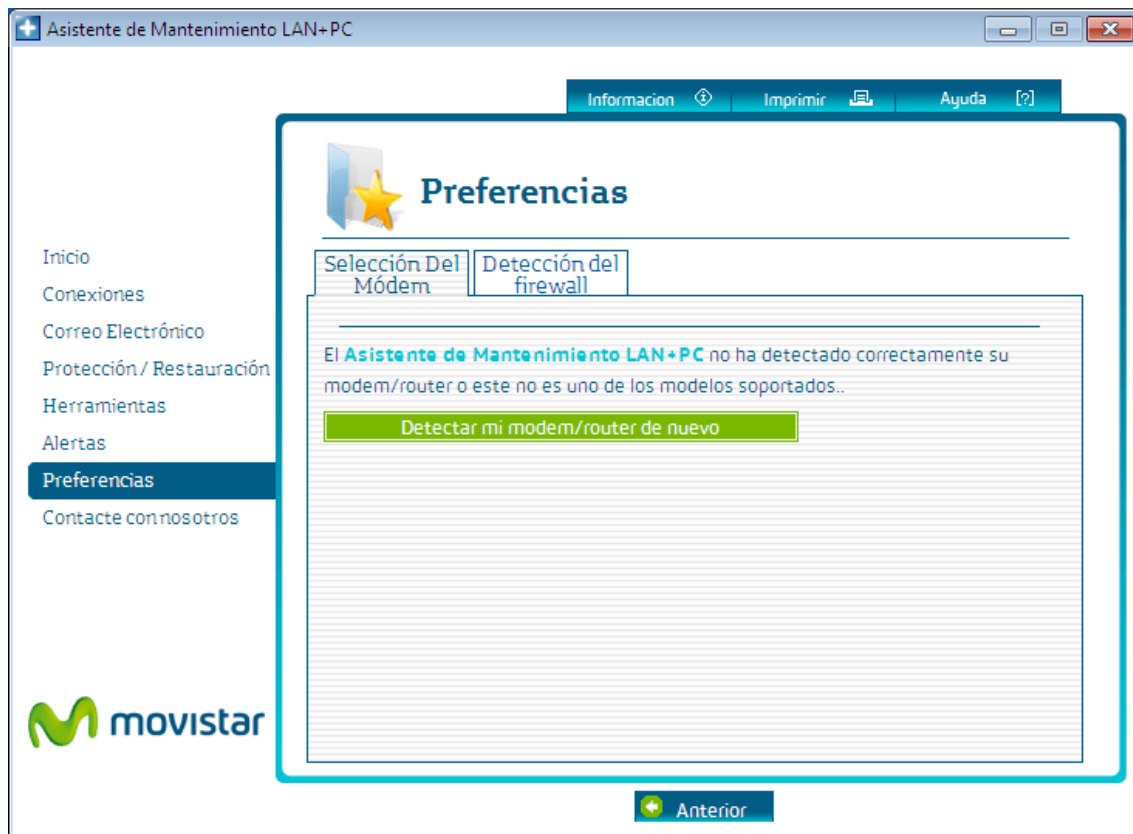 Asistente de Mantenimiento LAN+PC
Informacion
Imprimir
Ayuda [?]
Preferencias
Inicio
Conexiones
Correo Electrónico
Protección / Restauración
Herramientas
Alertas
Preferencias
Contacte con nosotros
Selección Del
Módem
Detección del
firewall
El Asistente de Mantenimiento LAN+PC no ha detectado correctamente su
modem/router o este no es uno de los modelos soportados..
Detectar mi modem/router de nuevo
movistar
Anterior